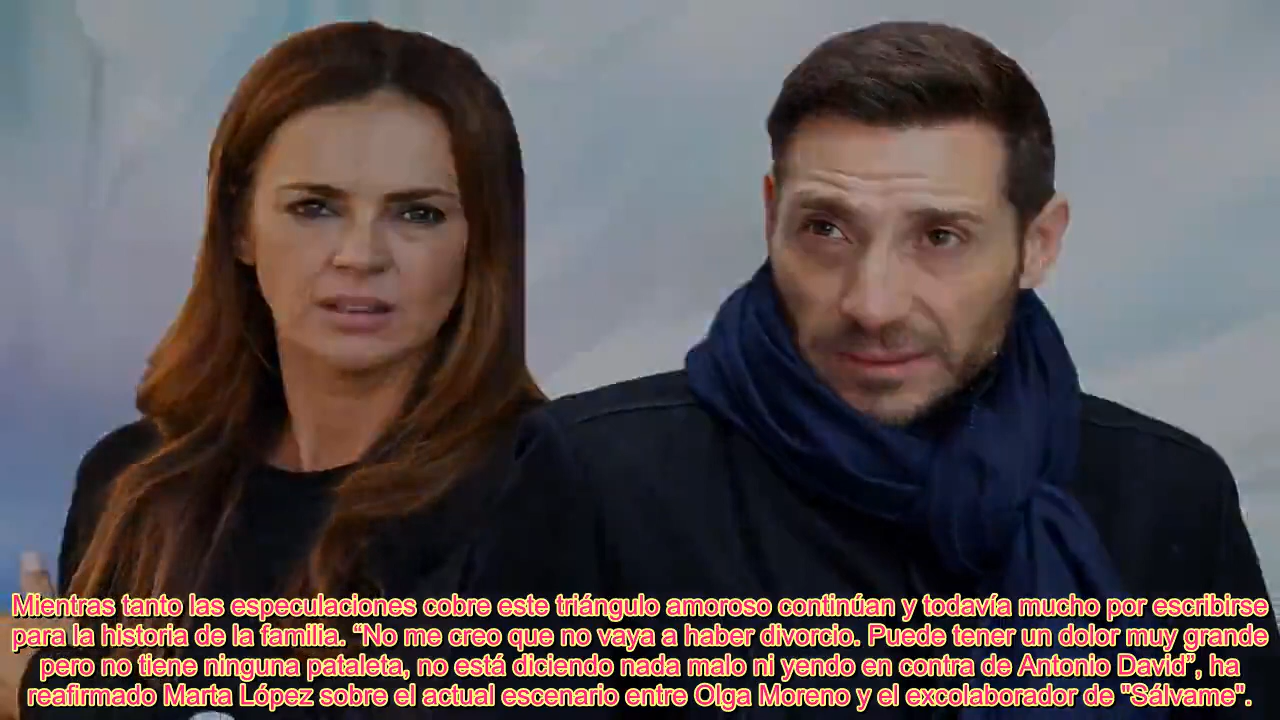 Mientras tanto las especulaciones cobre este triángulo amoroso continúan y todavía mucho por escribirse
para la historia de la familia. “No me creo que no vaya a haber divorcio. Puede tener un dolor muy grande
pero no tiene ninguna pataleta, no está diciendo nada malo ni yendo en contra de Antonio David”, ha
reafirmado Marta López sobre el actual escenario entre Olga Moreno y el excolaborador de "Sálvame".